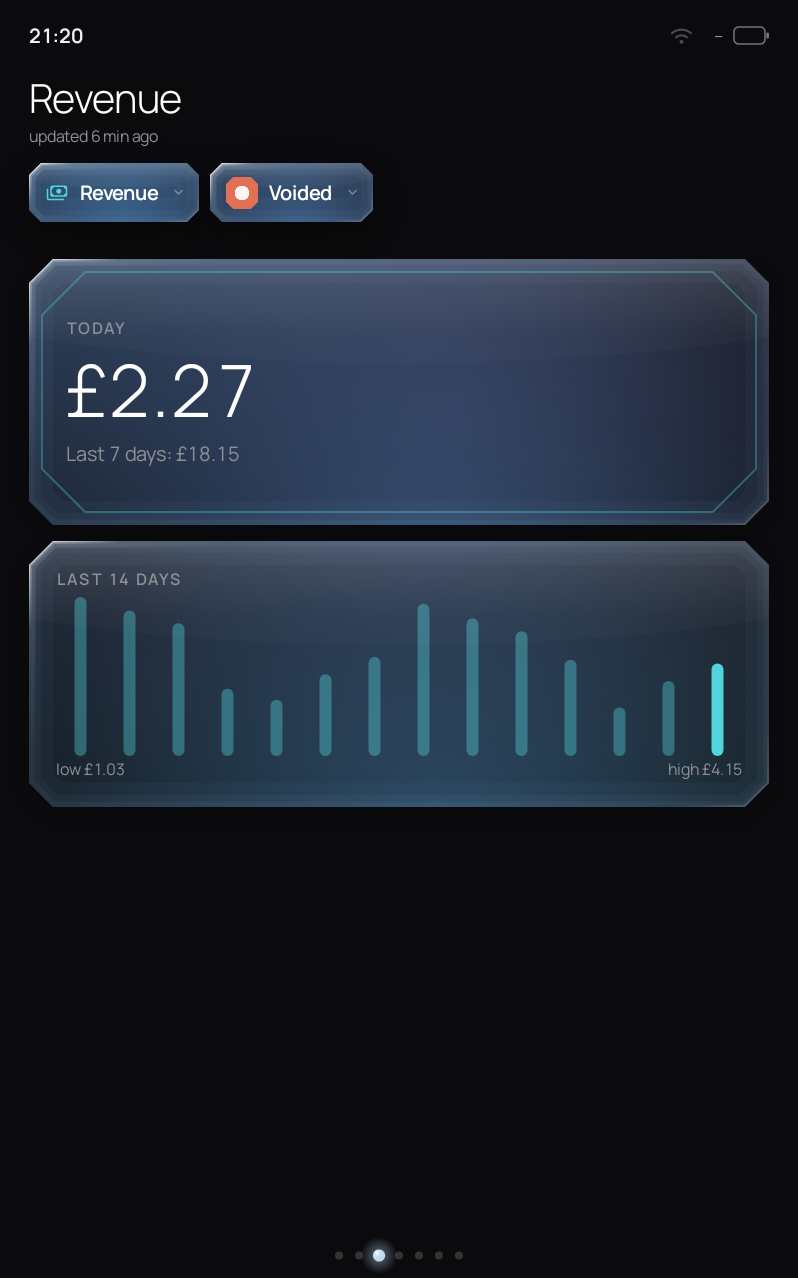 21:20
–
Revenue
updated 6 min ago
Revenue
Voided
TODAY
£2.27
Last 7 days: £18.15
LAST 14 DAYS
low £1.03
high £4.15